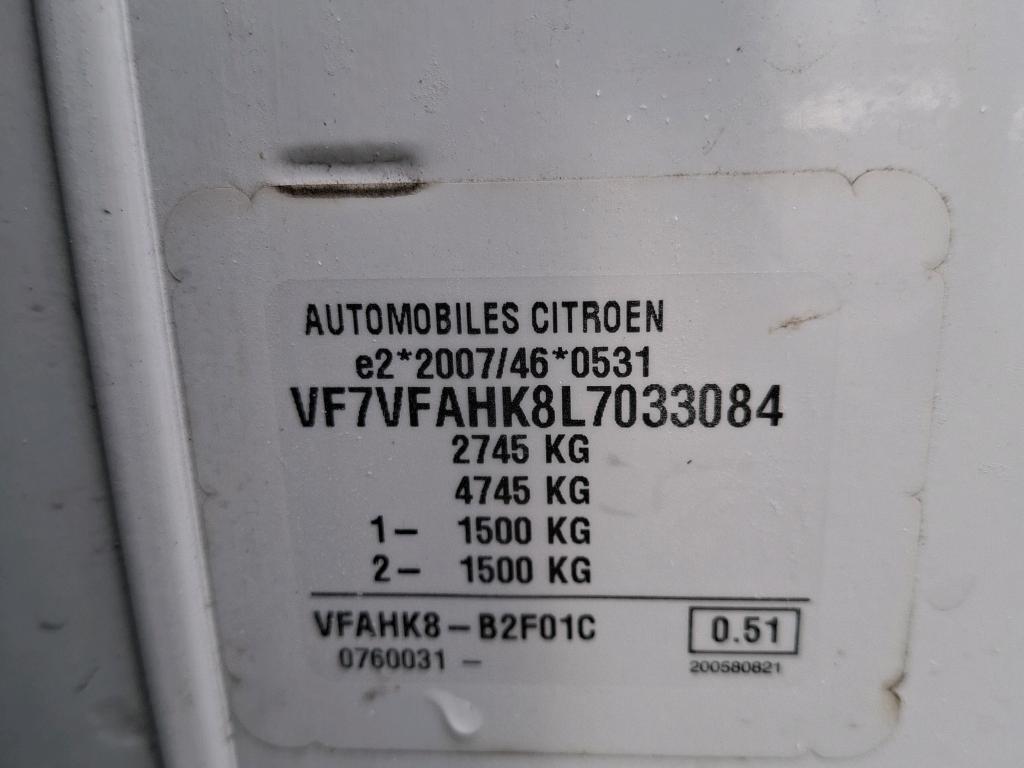 AUTOMOBILES CITROEN
e2*2007/46*0531
VF7VFAHK8L7033084
2745 KG
4745 KG
1- 1500 KG
2- 1500 KG
VFAHK8-B2F01C 0.51
0760031 - 200580821